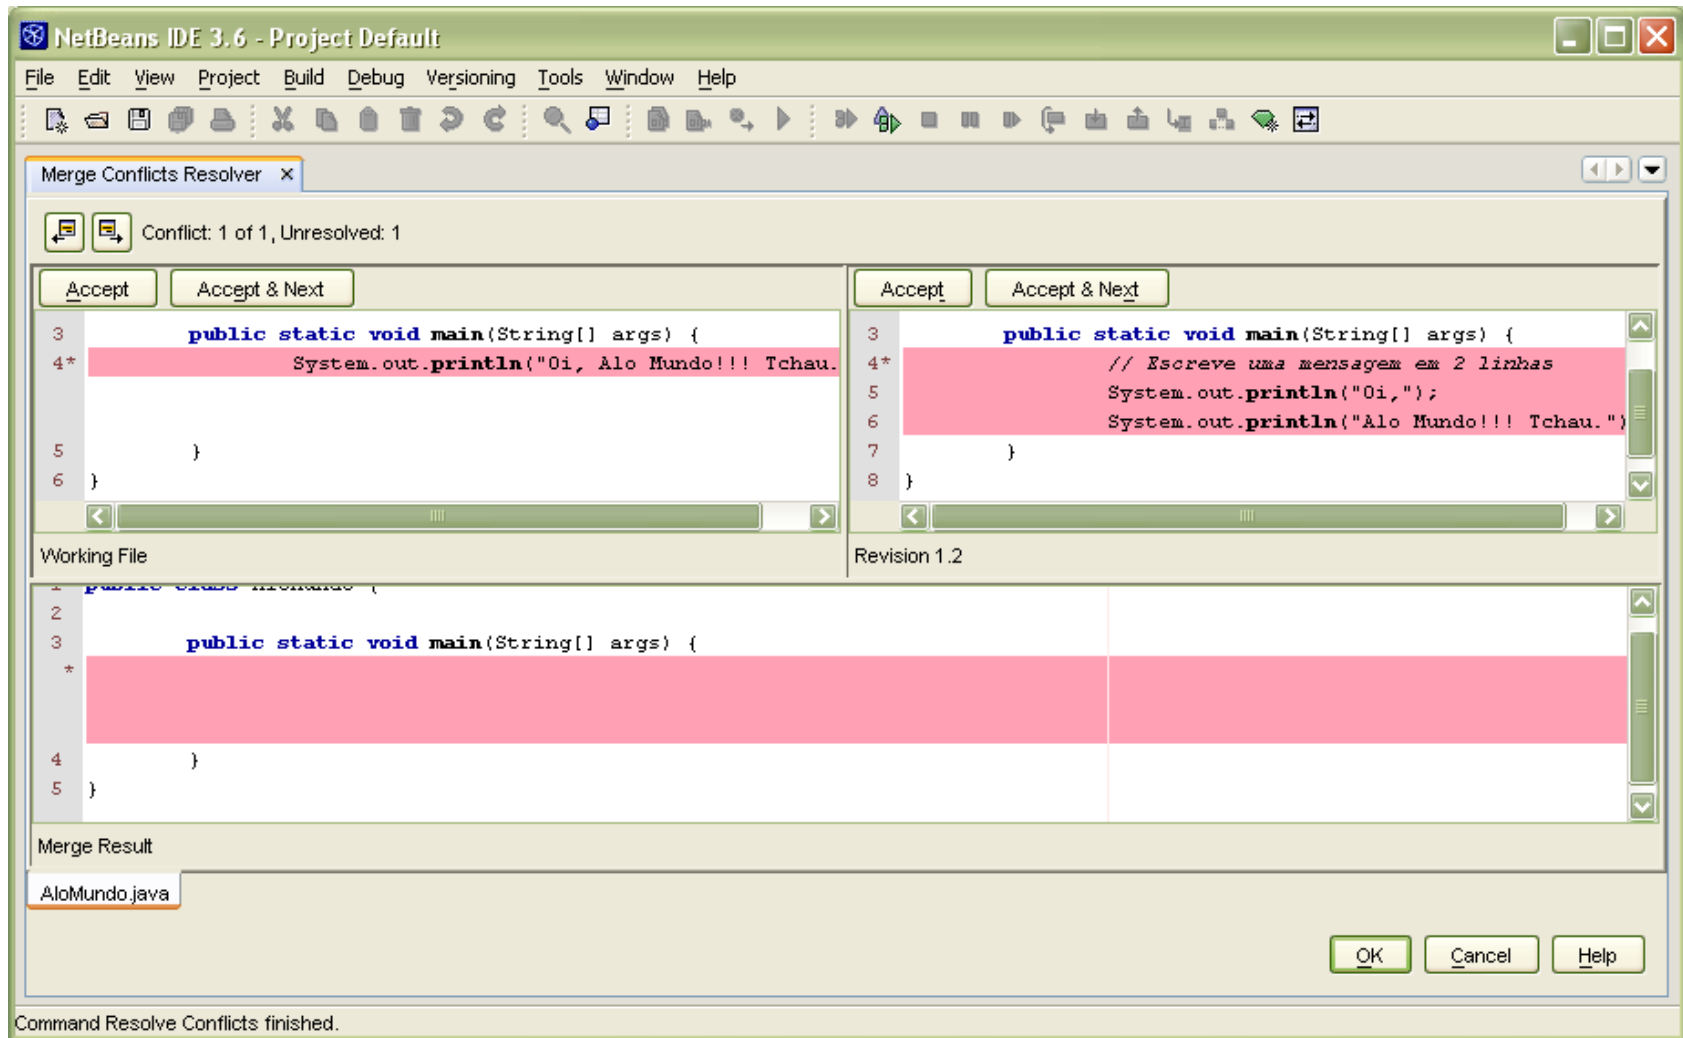 NetBeans IDE 3.6 - Project Default
File Edit View Project Build Debug Versioning Tools Window Help
Merge Conflicts Resolver
Conflict: 1 of 1, Unresolved: 1
Accept Accept & Next
3 public static void main(String[] args) {
4* System.out.println("Oi, Alo Mundo!!! Tchau.
5 }
6 }
Working File
Accept Accept & Next
3 public static void main(String[] args) {
4* // Escreve uma mensagem em 2 linhas
5 System.out.println("Oi,");
6 System.out.println("Alo Mundo!!! Tchau.")
7 }
8 }
Revision 1.2
1 public class AloMundo {
2
3 public static void main(String[] args) {
*
4 }
5 }
Merge Result
AloMundo.java
OK Cancel Help
Command Resolve Conflicts finished.